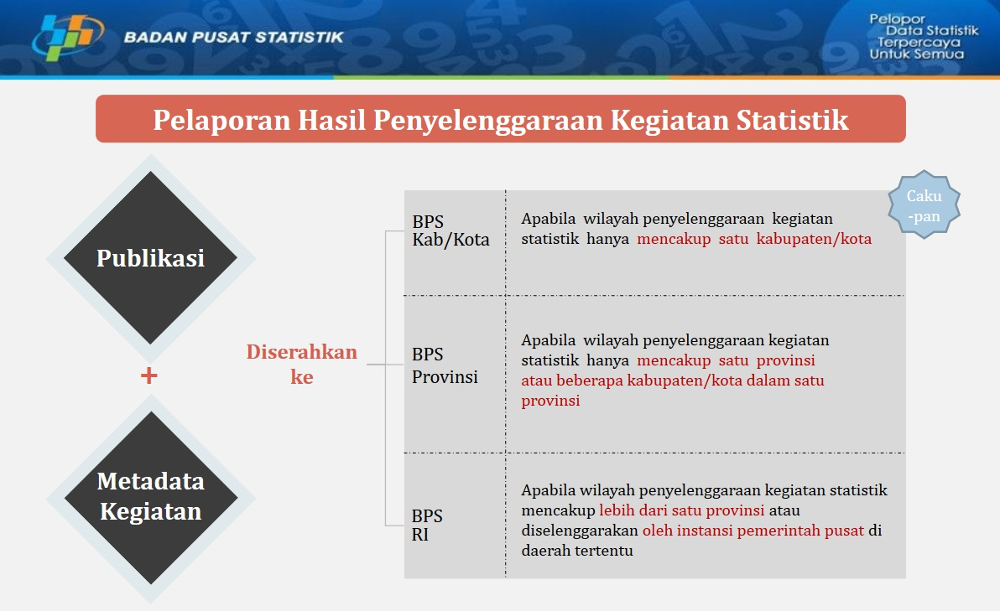 BADAN PUSAT STATISTIK
Pelopor
Data Statistik
Terpercaya
Untuk Semua
Pelaporan Hasil Penyelenggaraan Kegiatan Statistik
Publikasi
+
Metadata
Kegiatan
Diserahkan
ke
Caku
-pan
BPS
Kab/Kota
Apabila wilayah penyelenggaraan kegiatan
statistik hanya mencakup satu kabupaten/kota
BPS
Provinsi
Apabila wilayah penyelenggaraan kegiatan
statistik hanya mencakup satu provinsi
atau beberapa kabupaten/kota dalam satu
provinsi
BPS
RI
Apabila wilayah penyelenggaraan kegiatan statistik
mencakup lebih dari satu provinsi atau
diselenggarakan oleh instansi pemerintah pusat di
daerah tertentu